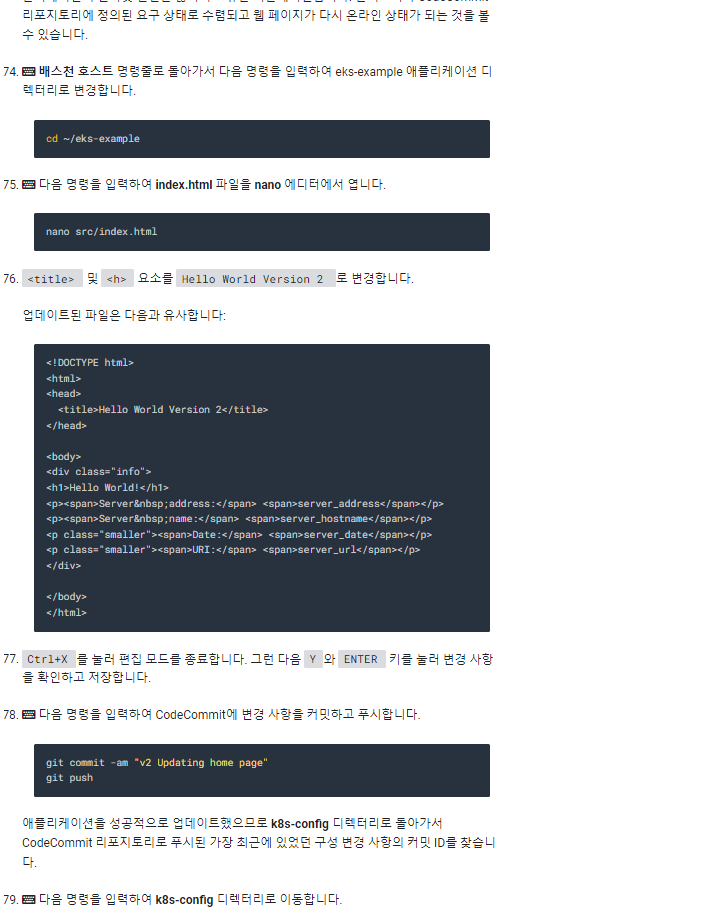 리포지토리에 정의된 요구 상태로 수렴되고 웹 페이지가 다시 온라인 상태가 되는 것을 볼
수 있습니다.
74. 배스천 호스트 명령줄로 돌아가서 다음 명령을 입력하여 eks-example 애플리케이션 디
렉터리로 변경합니다.
cd ~/eks-example
75. 다음 명령을 입력하여 index.html 파일을 nano 에디터에서 엽니다.
nano src/index.html
76. <title> 및 <h> 요소를 Hello World Version 2 로 변경합니다.
업데이트된 파일은 다음과 유사합니다:
<!DOCTYPE html>
<html>
<head>
<title>Hello World Version 2</title>
</head>
<body>
<div class="info">
<h1>Hello World!</h1>
<p><span>Server&nbsp;address:</span> <span>server_address</span></p>
<p><span>Server&nbsp;name:</span> <span>server_hostname</span></p>
<p class="smaller"><span>Date:</span> <span>server_date</span></p>
<p class="smaller"><span>URI:</span> <span>server_url</span></p>
</div>
</body>
</html>
77. Ctrl+X 를 눌러 편집 모드를 종료합니다. 그런 다음 Y 와 ENTER 키를 눌러 변경 사항
을 확인하고 저장합니다.
78. 다음 명령을 입력하여 CodeCommit에 변경 사항을 커밋하고 푸시합니다.
git commit -am "v2 Updating home page"
git push
애플리케이션을 성공적으로 업데이트했으므로 k8s-config 디렉터리로 돌아가서
CodeCommit 리포지토리로 푸시된 가장 최근에 있었던 구성 변경 사항의 커밋 ID를 찾습니
다.
79. 다음 명령을 입력하여 k8s-config 디렉터리로 이동합니다.